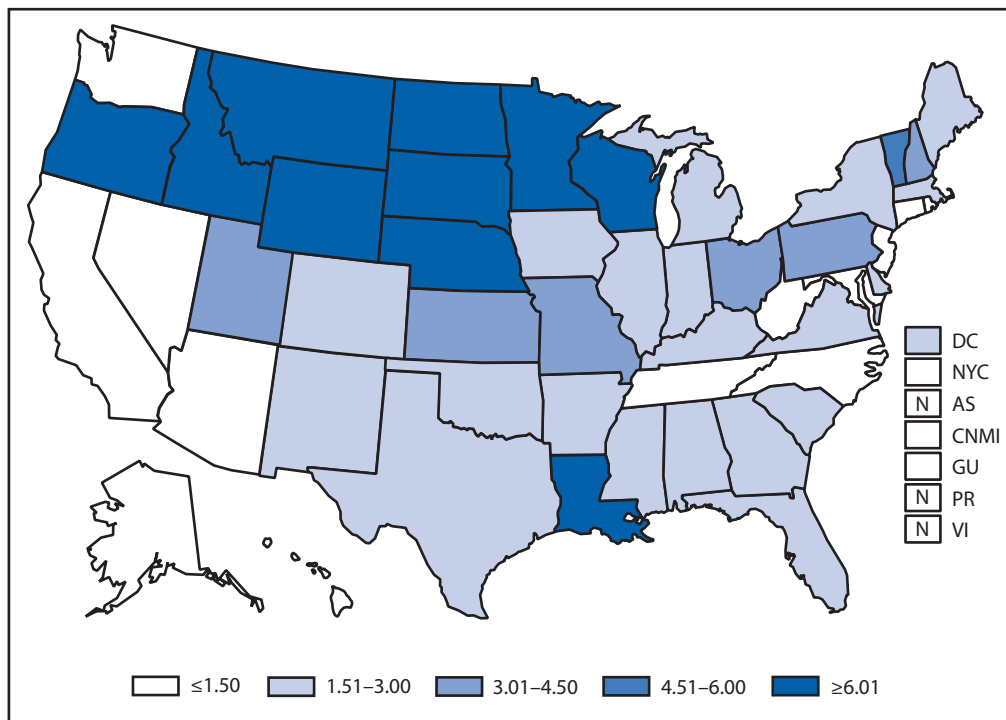 DC
NYC
N AS
CNMI
GU
N PR
N VI
≤1.50 1.51–3.00 3.01–4.50 4.51–6.00 ≥6.01